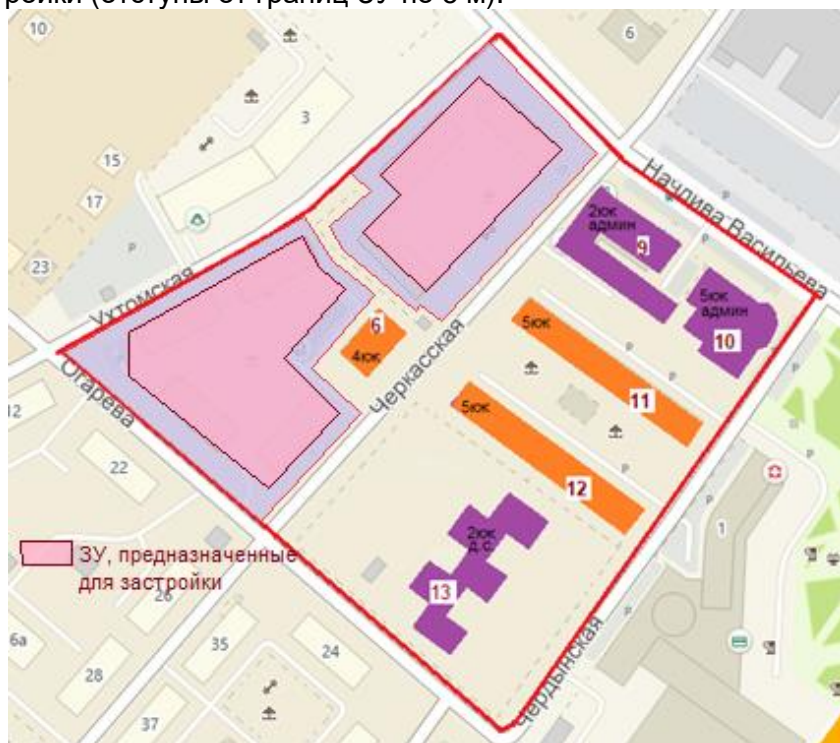 ройки (отступы от границ ЗУ по 5 м).
10
6
3
15
17
23
Начдива Васильева
2юк
админ
9
5юк
админ
10
Ухтомская
6
4юк
5юк
11
Черкасская
Огарева
12
22
5юк
12
1
2юк
д.с.
13
ЗУ, предназначенные
для застройки
26
6а
35
24
28
37
Чердынская
P
P
P
P
P
P
P
P